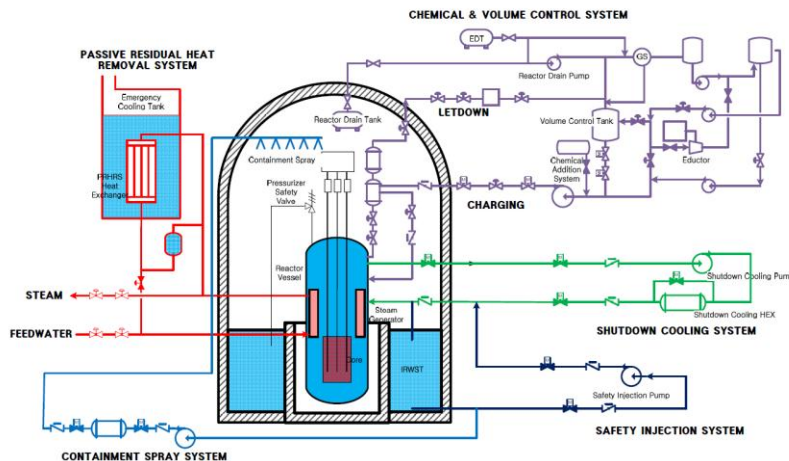 CHEMICAL & VOLUME CONTROL SYSTEM
EDT
GS
PASSIVE RESIDUAL HEAT
REMOVAL SYSTEM
Reactor Drain Pump
Emergency
Cooling Tank
Reactor Drain Tank
LETDOWN
Volume Control Tank
Eductor
Containment Spray
Chemical
Addition
System
PRHRS
Heat
Exchanger
Pressurizer
Safety
Valve
CHARGING
Reactor
Vessel
STEAM
Shutdown Cooling Pum
Steam
Generator
Shutdown Cooling HEX
FEEDWATER
SHUTDOWN COOLING SYSTEM
Core
IRWST
Safety Injection Pump
SAFETY INJECTION SYSTEM
CONTAINMENT SPRAY SYSTEM